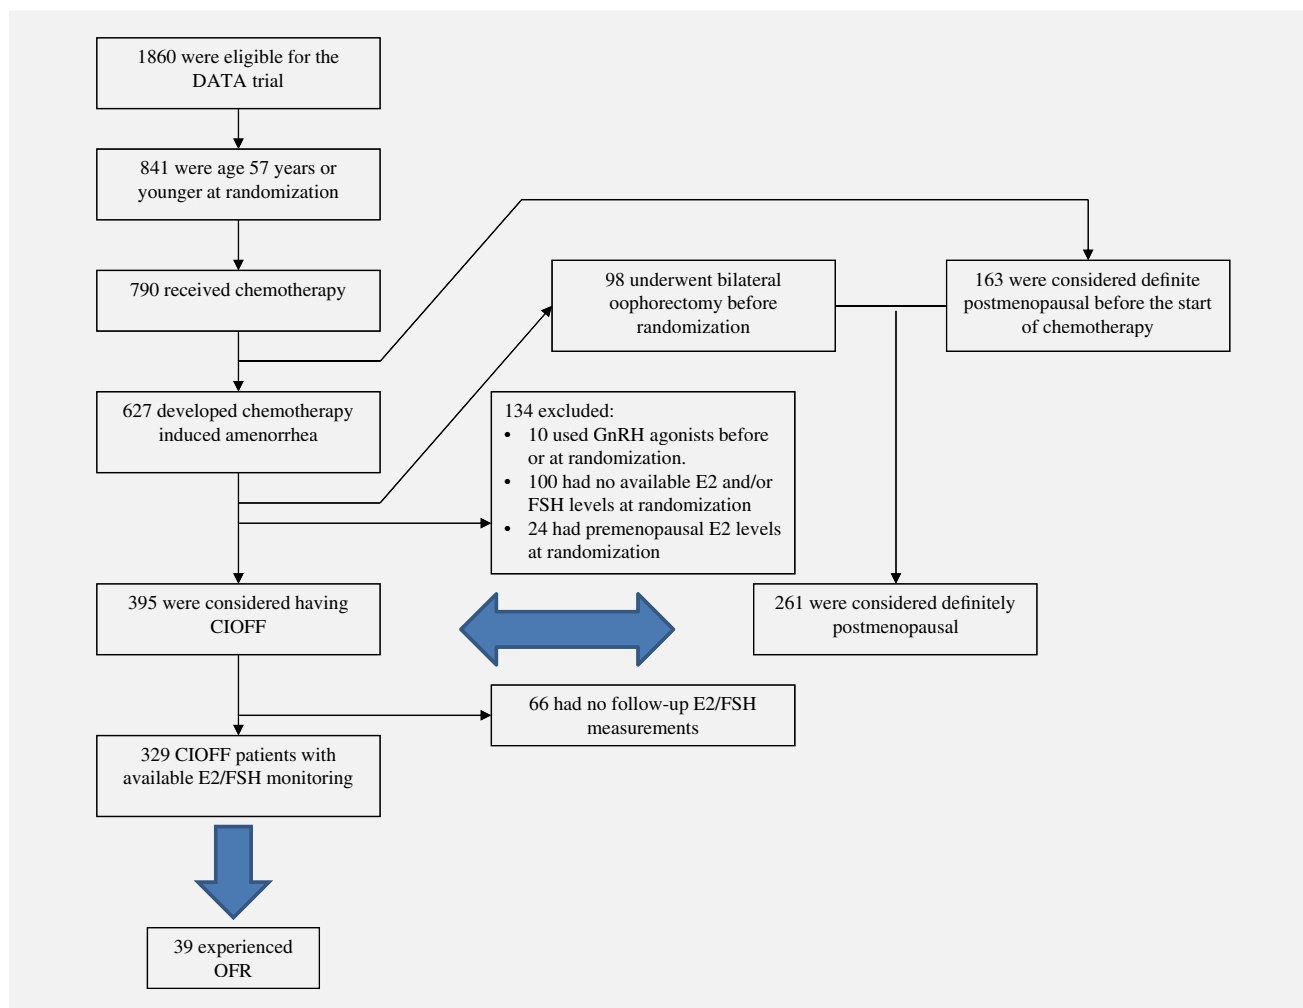 1860 were eligible for the
DATA trial
841 were age 57 years or
younger at randomization
790 received chemotherapy
98 underwent bilateral
oophorectomy before
randomization
163 were considered definite
postmenopausal before the start
of chemotherapy
627 developed chemotherapy
induced amenorrhea
134 excluded:
• 10 used GnRH agonists before
or at randomization.
• 100 had no available E2 and/or
FSH levels at randomization
• 24 had premenopausal E2 levels
at randomization
395 were considered having
CIOFF
261 were considered definitely
postmenopausal
66 had no follow-up E2/FSH
measurements
329 CIOFF patients with
available E2/FSH monitoring
39 experienced
OFR